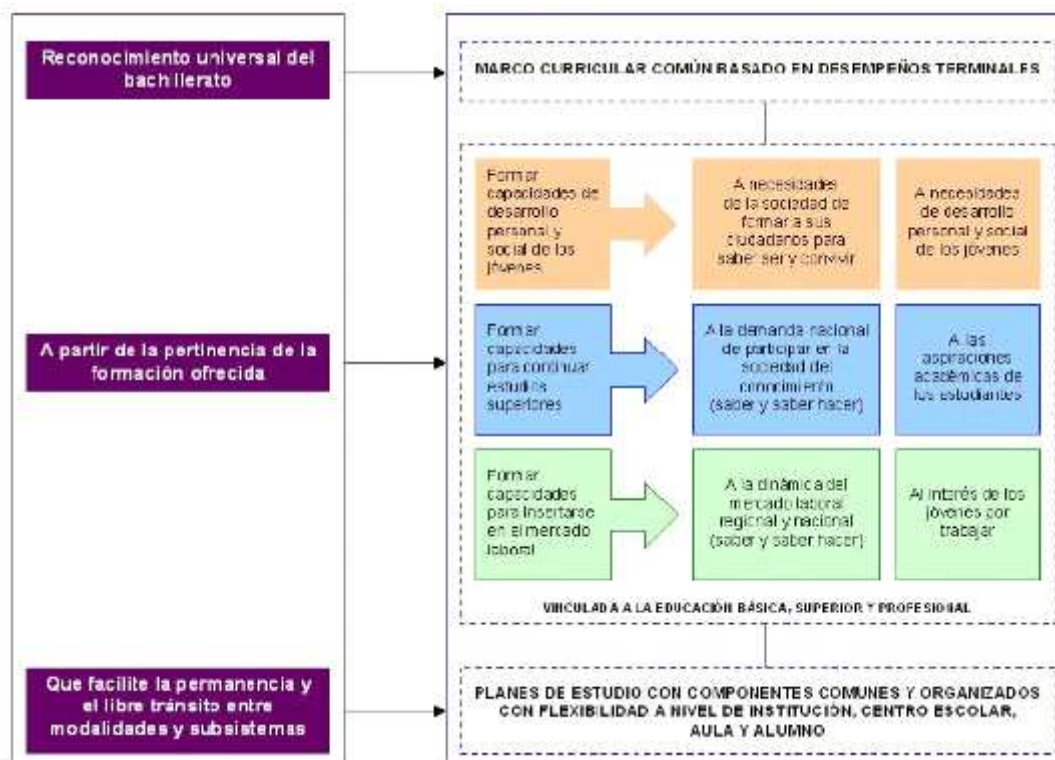 Reconocimiento universal del
bachillerato
MARCO CURRICULAR COMÚN BASADO EN DESEMPEÑOS TERMINALES
Formar
capacidades de
desarrollo
personal y
social de los
jóvenes
A necesidades
de la sociedad de
formar a sus
ciudadanos para
saber ser y convivir
A necesidades
de desarrollo
personal y social
de los jóvenes
A partir de la pertinencia de la
formación ofrecida
Formar
capacidades
para continuar
estudios
superiores
A la demanda nacional
de participar en la
sociedad del
conocimiento
(saber y saber hacer)
A las
aspiraciones
académicas de
los estudiantes
Formar
capacidades
para insertarse
en el mercado
laboral
A la dinámica del
mercado laboral
regional y nacional
(saber y saber hacer)
Al interés de los
jóvenes por
trabajar
VINCULADA A LA EDUCACIÓN BÁSICA, SUPERIOR Y PROFESIONAL
Que facilite la permanencia y
el libre tránsito entre
modalidades y subsistemas
PLANES DE ESTUDIO CON COMPONENTES COMUNES Y ORGANIZADOS
CON FLEXIBILIDAD A NIVEL DE INSTITUCIÓN, CENTRO ESCOLAR,
AULA Y ALUMNO